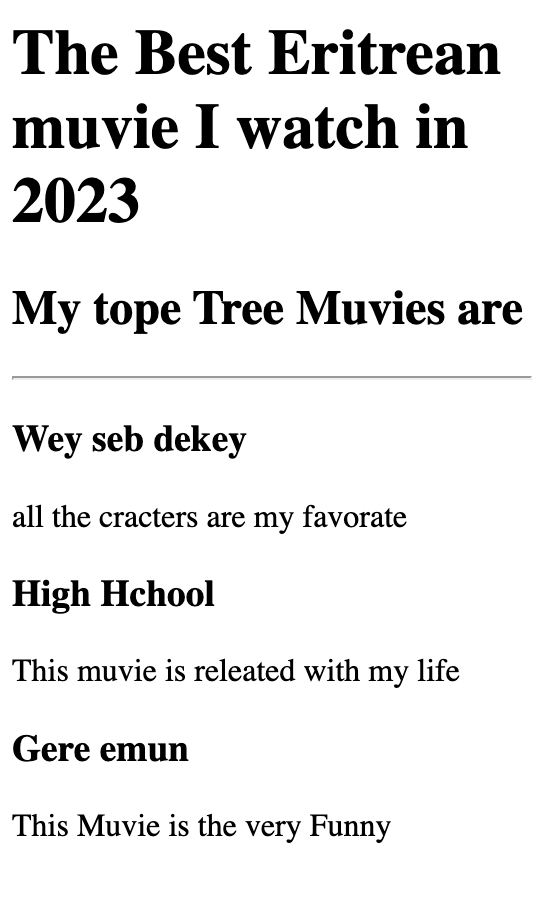 The Best Eritrean
muvie I watch in
2023
My tope Tree Muvies are
Wey seb dekey
all the cracters are my favorate
High Hchool
This muvie is releated with my life
Gere emun
This Muvie is the very Funny